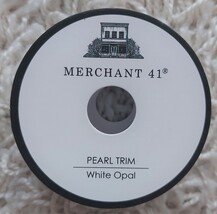 MERCHANT 41®
PEARL TRIM
White Opal